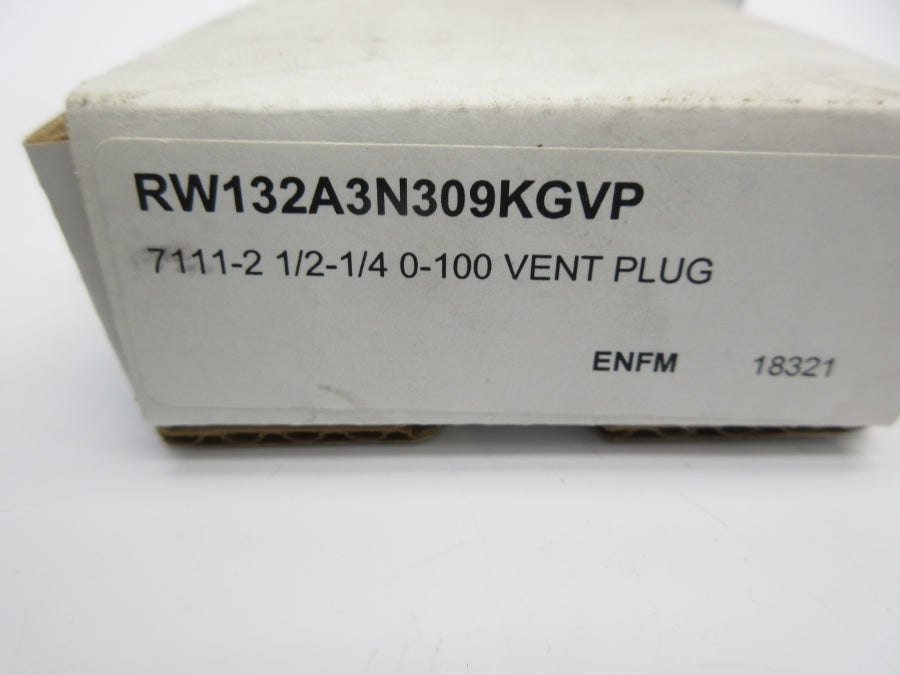 RW132A3N309KGVP
7111-2 1/2-1/4 0-100 VENT PLUG
ENFM 18321